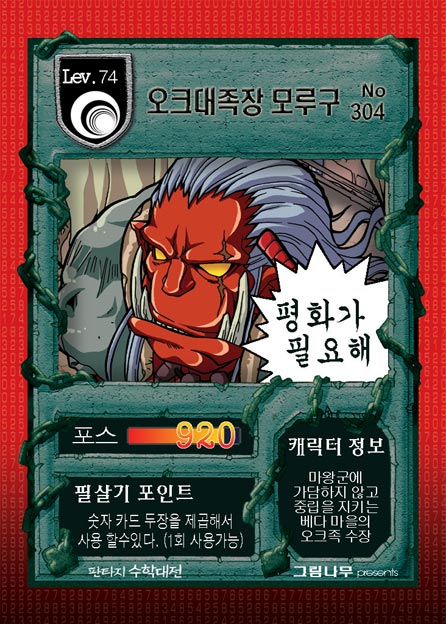 Lev.74
오크대족장 모루구
No
304
평화가
필요해
포스 920
필살기 포인트
숫자 카드 두장을 제곱해서
사용 할수있다. (1회 사용가능)
캐릭터 정보
마왕군에
가담하지 않고
중립을 지키는
베다 마을의
오크족 수장
판타지 수학대전
그림나무 presents